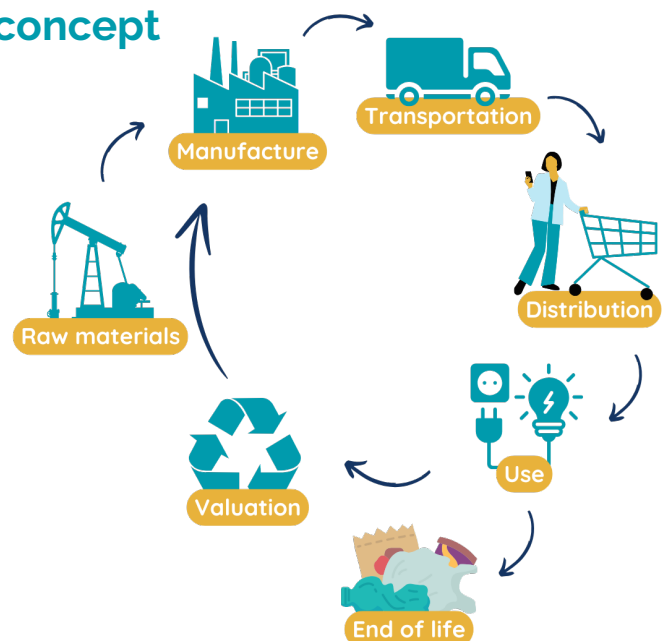 concept
Manufacture
Transportation
Raw materials
Distribution
Use
Valuation
End of life